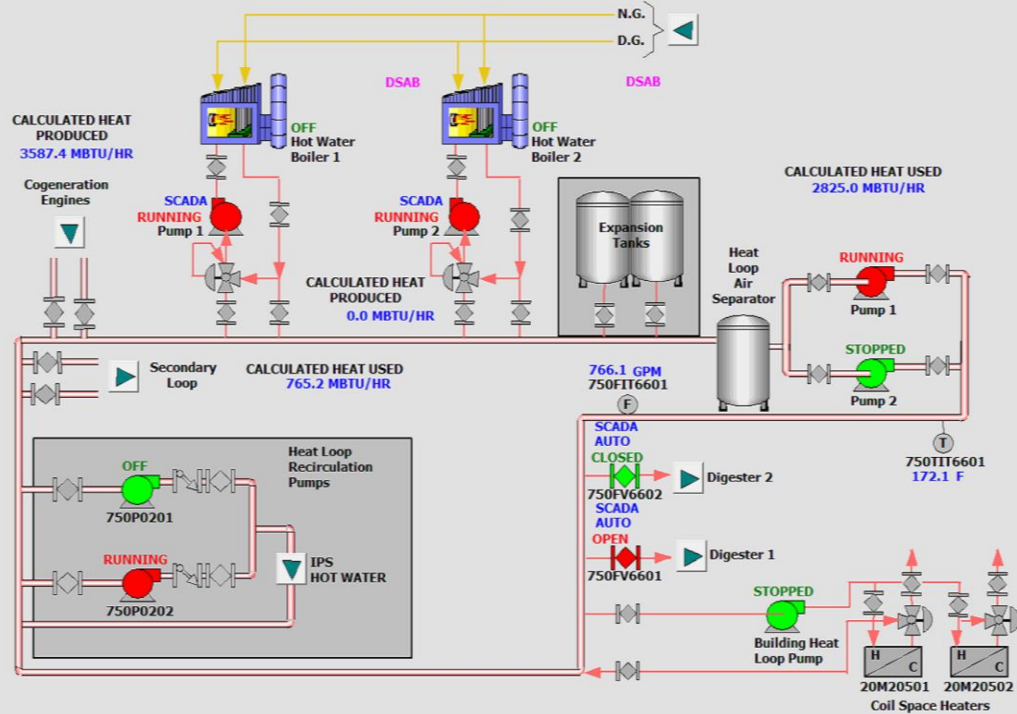 N.G.
D.G.
DSAB
DSAB
CALCULATED HEAT
PRODUCED
3587.4 MBTU/HR
OFF
Hot Water
Boiler 1
OFF
Hot Water
Boiler 2
CALCULATED HEAT USED
2825.0 MBTU/HR
Cogeneration
Engines
SCADA
RUNNING
Pump 1
SCADA
RUNNING
Pump 2
Expansion
Tanks
Heat
Loop
Air
Separator
RUNNING
Pump 1
CALCULATED HEAT
PRODUCED
0.0 MBTU/HR
STOPPED
Pump 2
Secondary
Loop
CALCULATED HEAT USED
765.2 MBTU/HR
766.1 GPM
750FIT6601
F
SCADA
AUTO
CLOSED
750FV6602
Digester 2
T
750TIT6601
172.1 F
Heat Loop
Recirculation
Pumps
OFF
750P0201
SCADA
AUTO
OPEN
750FV6601
Digester 1
RUNNING
750P0202
IPS
HOT WATER
STOPPED
Building Heat
Loop Pump
H
C
20M20501
H
C
20M20502
Coil Space Heaters